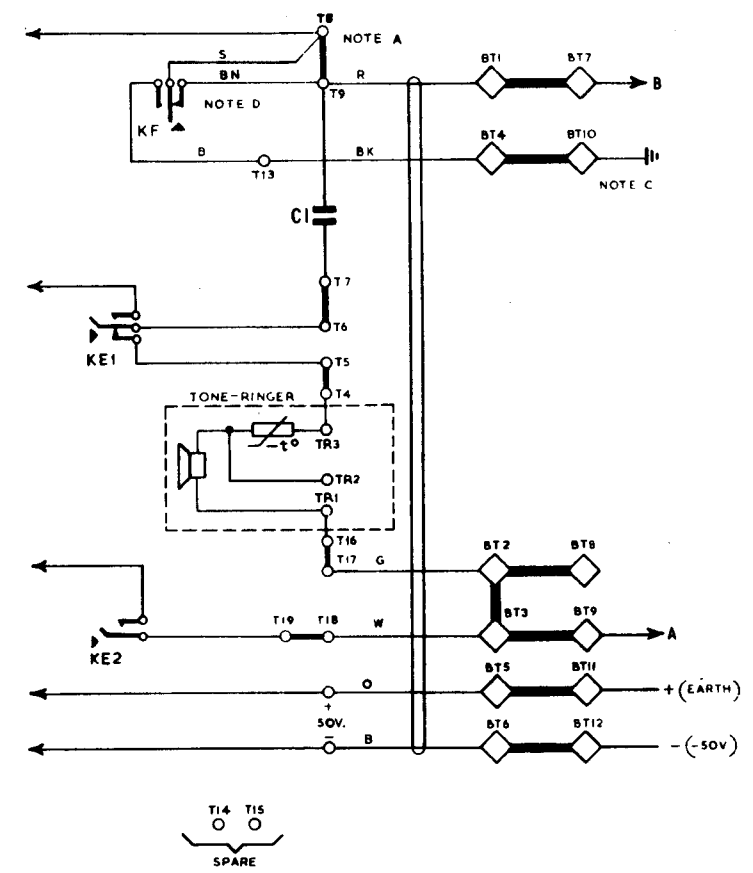 T8
NOTE A
S
BN
R
BT1
BT7
B
T9
NOTE D
KF
B
BK
T13
BT4
BT10
NOTE C
C1
T7
T6
KE1
T5
T4
TONE-RINGER
TR3
-t°
TR2
TR1
T16
T17
G
BT2
BT8
T19
T18
W
BT3
BT9
A
KE2
O
BT5
BT11
+(EARTH)
+
50V.
-
B
BT6
BT12
-(-50V)
T14 T15
SPARE